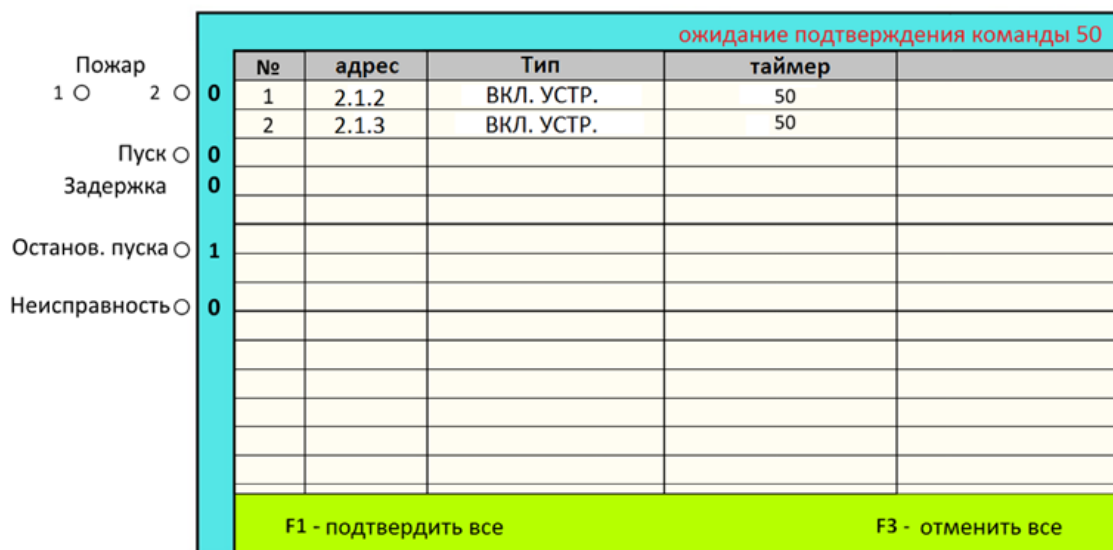 ожидание подтверждения команды 50
Пожар
1 2 0
Пуск 0
Задержка 0
Останов. пуска 1
Неисправность 0
№ адрес Тип таймер
1 2.1.2 ВКЛ. УСТР. 50
2 2.1.3 ВКЛ. УСТР. 50
F1 - подтвердить все F3 - отменить все